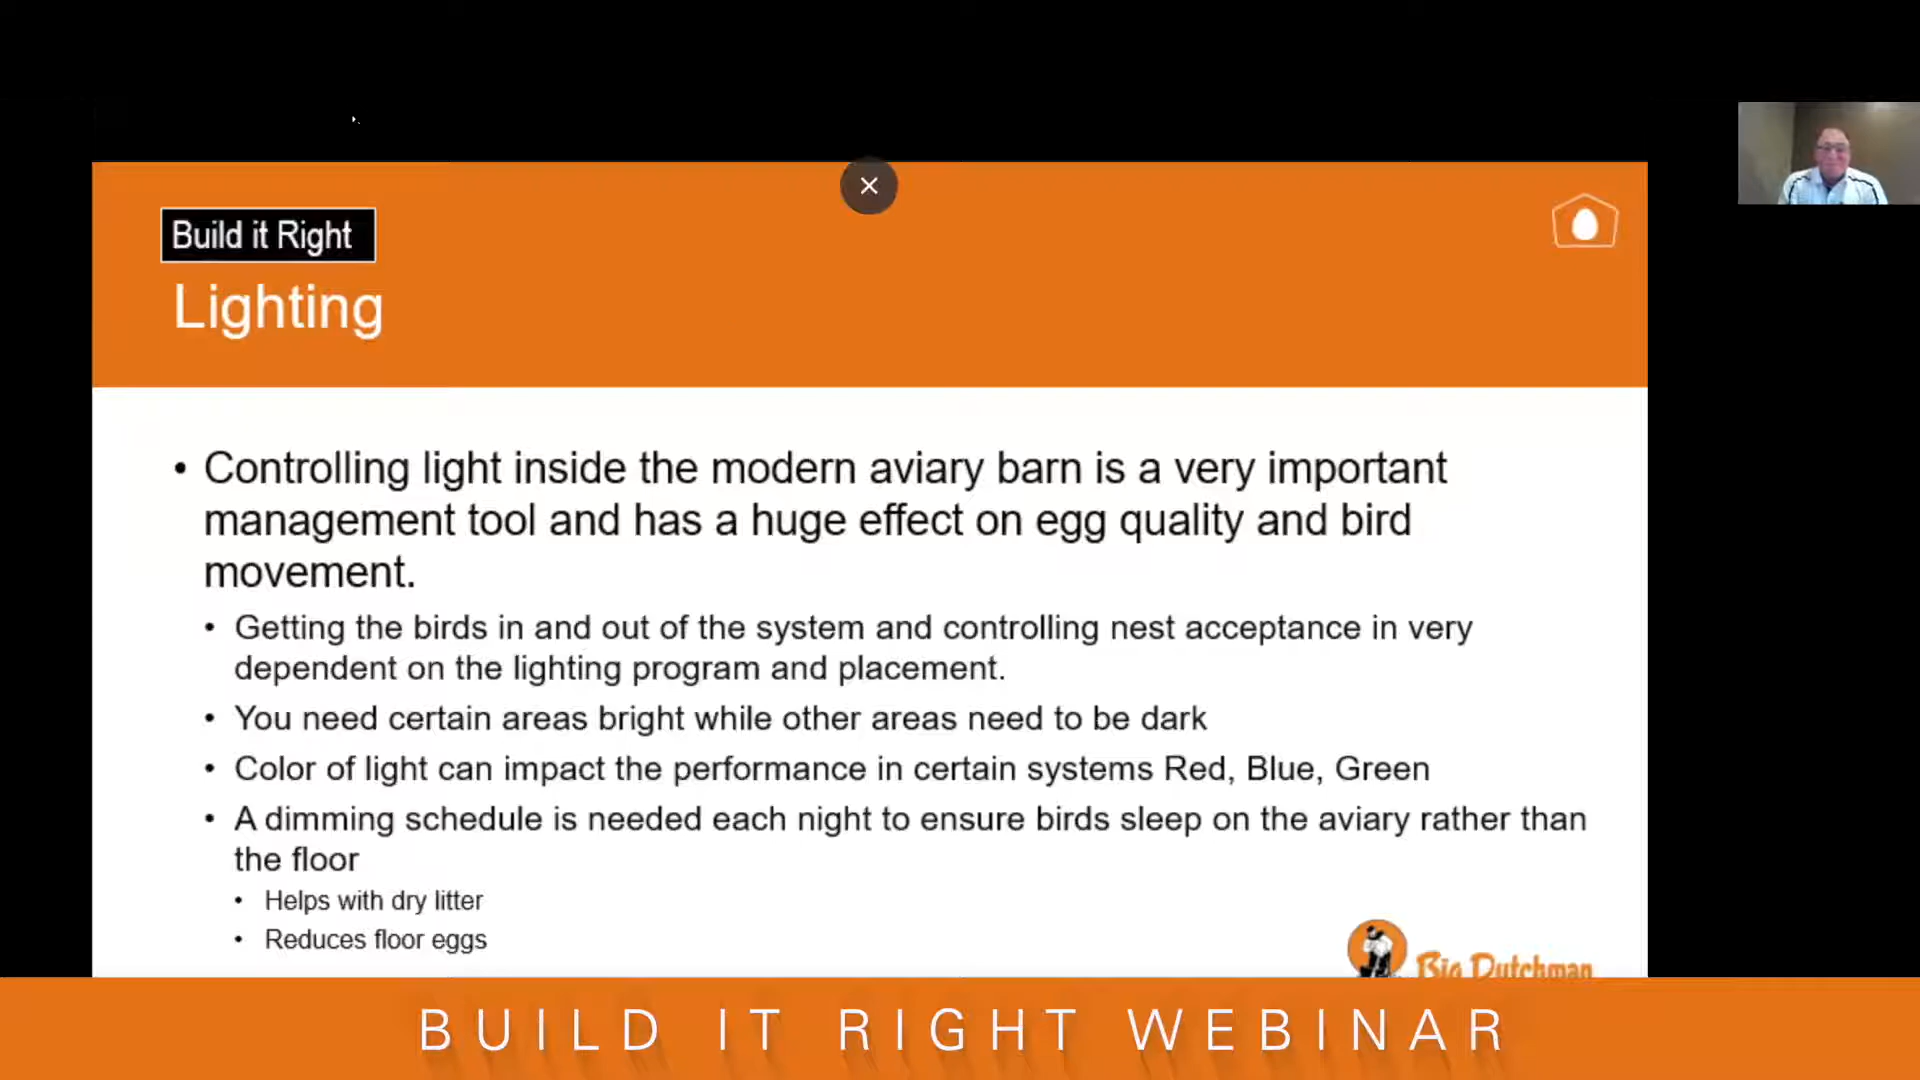 Build it Right
Lighting
• Controlling light inside the modern aviary barn is a very important
management tool and has a huge effect on egg quality and bird
movement.
• Getting the birds in and out of the system and controlling nest acceptance in very
dependent on the lighting program and placement.
• You need certain areas bright while other areas need to be dark
• Color of light can impact the performance in certain systems Red, Blue, Green
• A dimming schedule is needed each night to ensure birds sleep on the aviary rather than
the floor
• Helps with dry litter
• Reduces floor eggs
Big Dutchman
BUILD IT RIGHT WEBINAR